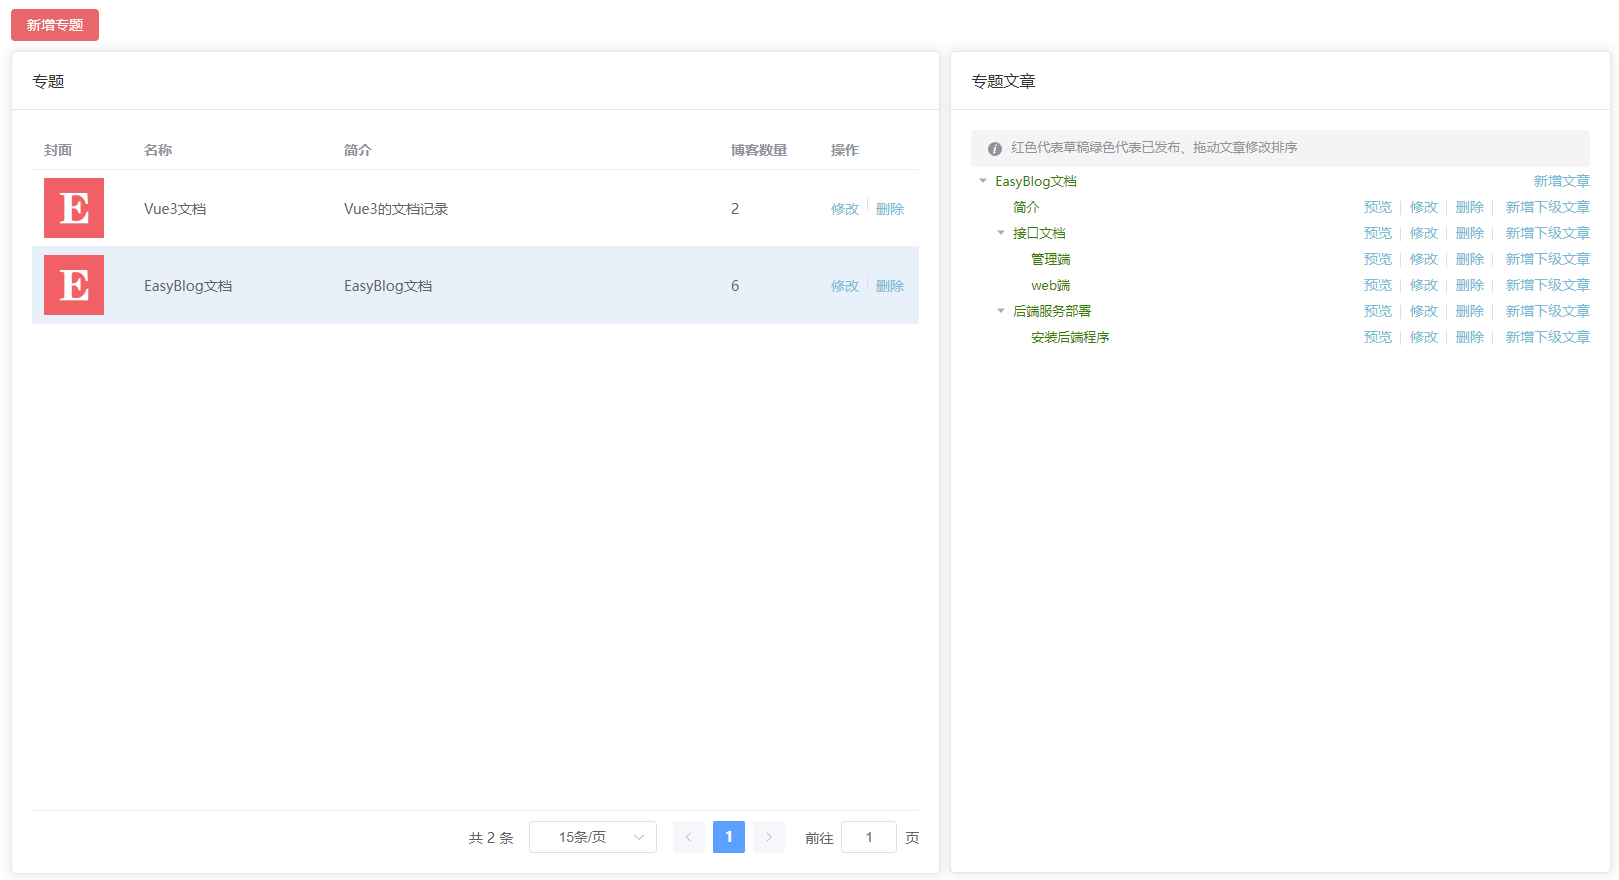 新增专题
专题
封面 名称 简介 博客数量 操作
E Vue3文档 Vue3的文档记录 2 修改 删除
E EasyBlog文档 EasyBlog文档 6 修改 删除
共 2 条 15条/页 1 前往 1 页
专题文章
红色代表草稿绿色代表已发布、拖动文章修改排序
EasyBlog文档 新增文章
简介 预览 修改 删除 新增下级文章
接口文档 预览 修改 删除 新增下级文章
管理端 预览 修改 删除 新增下级文章
web端 预览 修改 删除 新增下级文章
后端服务部署 预览 修改 删除 新增下级文章
安装后端程序 预览 修改 删除 新增下级文章